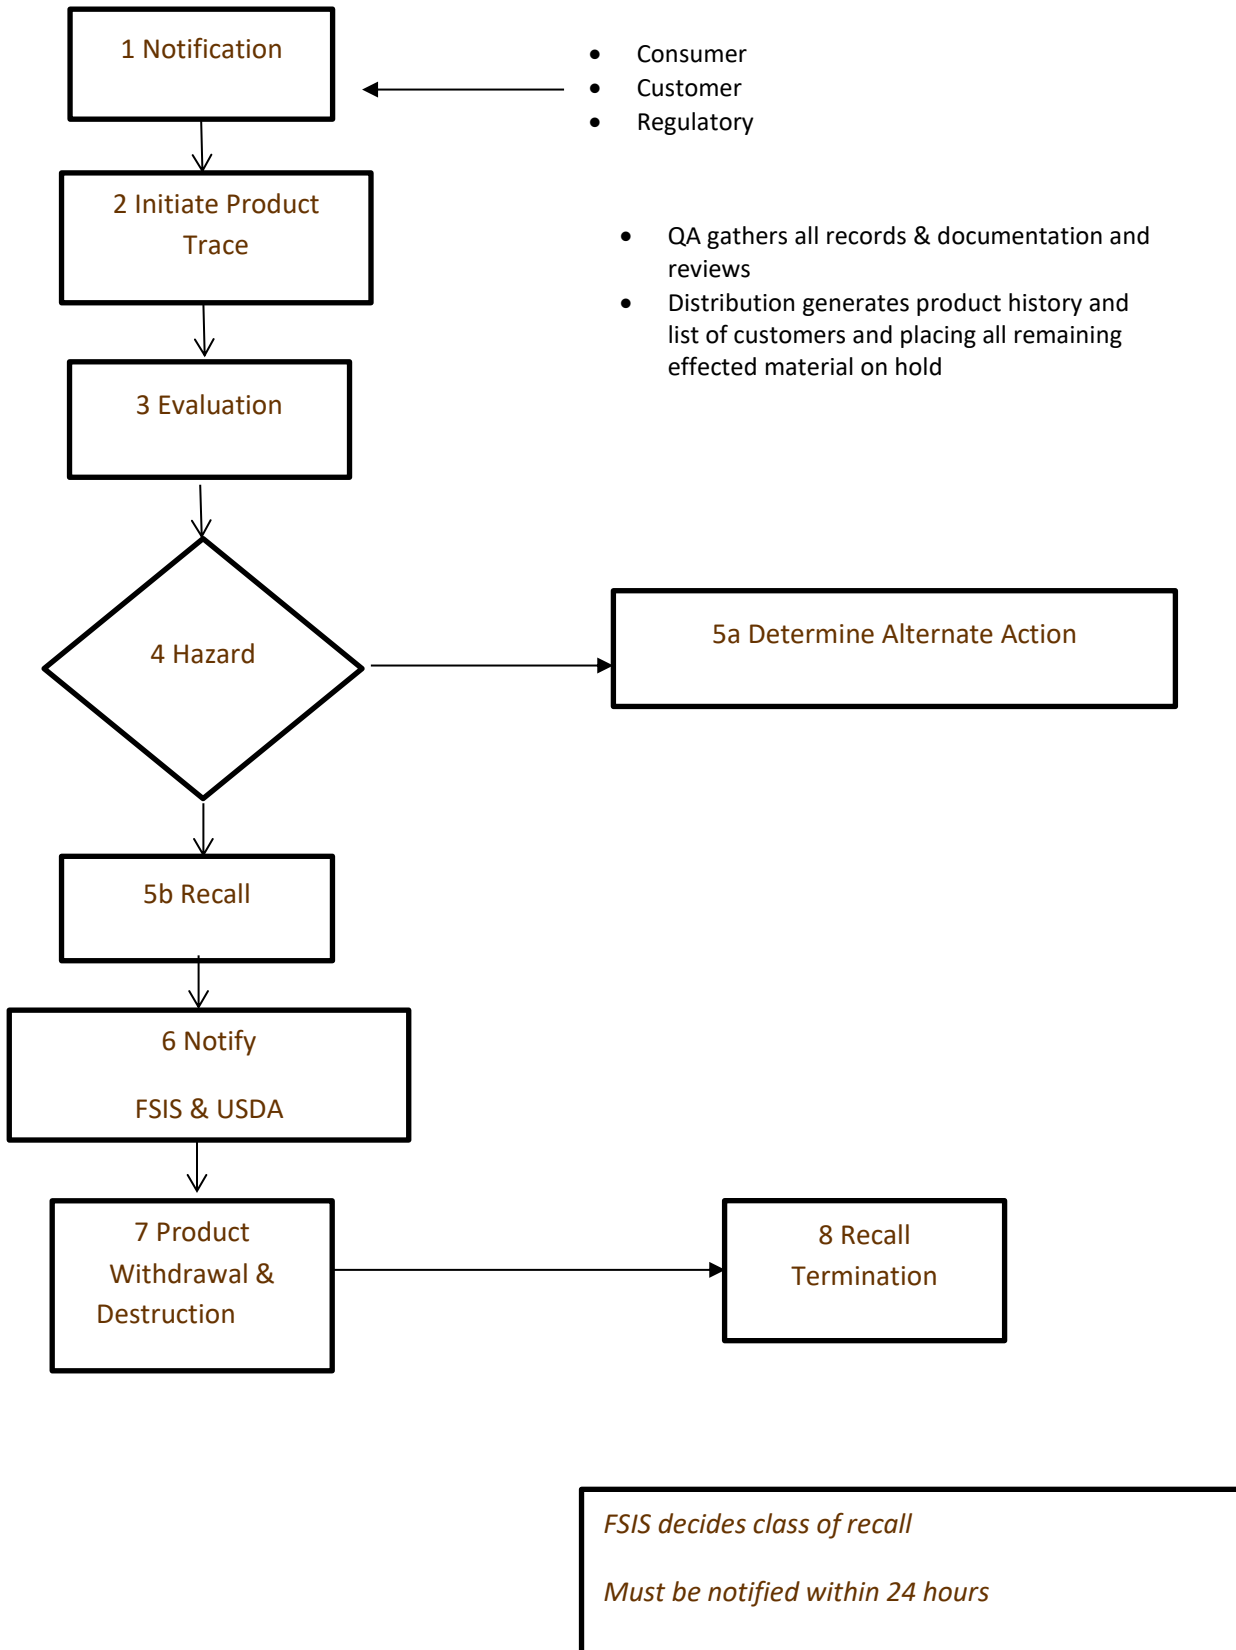 1 Notification
• Consumer
• Customer
• Regulatory
2 Initiate Product
Trace
• QA gathers all records & documentation and
reviews
• Distribution generates product history and
list of customers and placing all remaining
effected material on hold
3 Evaluation
4 Hazard
5a Determine Alternate Action
5b Recall
6 Notify
FSIS & USDA
7 Product
Withdrawal &
Destruction
8 Recall
Termination
FSIS decides class of recall
Must be notified within 24 hours